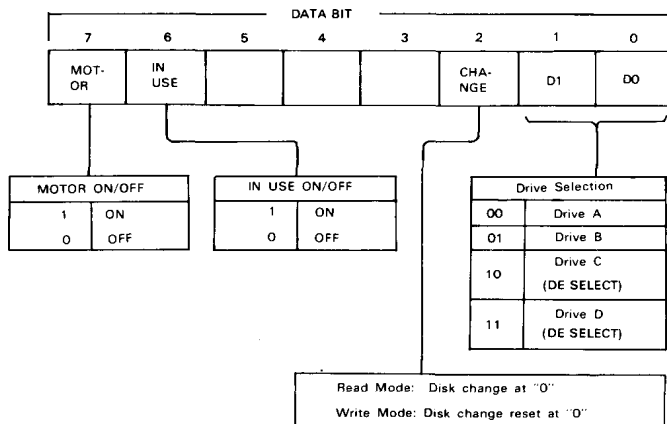 DATA BIT
7 6 5 4 3 2 1 0
MOT-
OR
IN
USE
CHA-
NGE
D1
D0
MOTOR ON/OFF
1 ON
0 OFF
IN USE ON/OFF
1 ON
0 OFF
Drive Selection
00 Drive A
01 Drive B
10 Drive C
(DE SELECT)
11 Drive D
(DE SELECT)
Read Mode: Disk change at "0"
Write Mode: Disk change reset at "0"